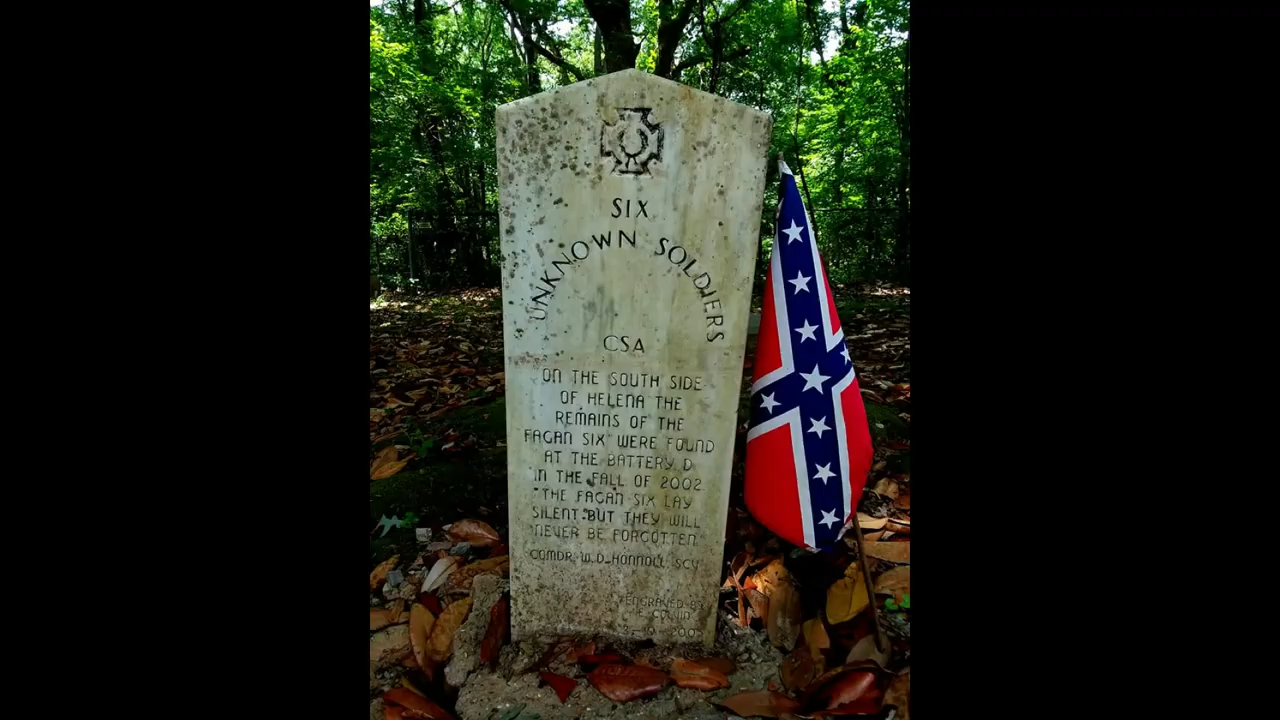 SIX
UNKNOWN SOLDIERS
CSA
ON THE SOUTH SIDE
OF HELENA THE
REMAINS OF THE
FAGAN SIX" WERE FOUND
AT THE BATTERY D
IN THE FALL OF 2002
"THE FAGAN SIX LAY
SILENT BUT THEY WILL
NEVER BE FORGOTTEN
COMDR W.D. SCV
ENGRAVED BY
COLVIN